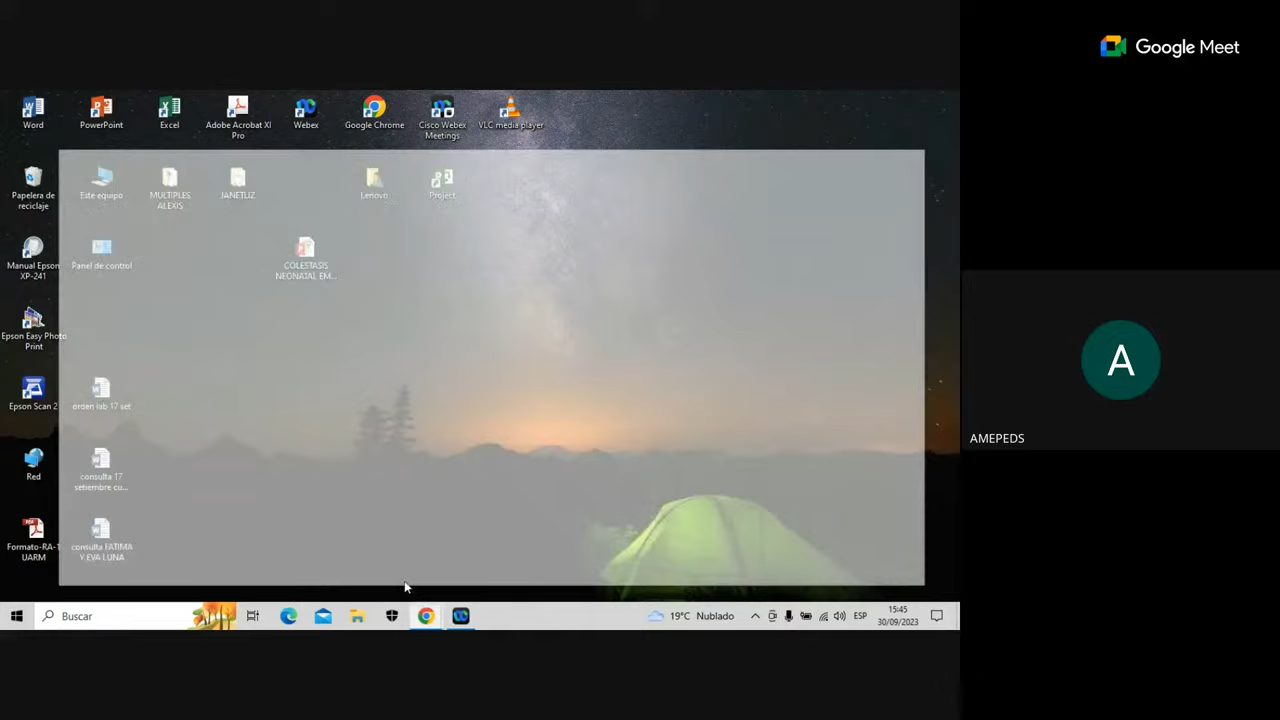 Google Meet
Word
PowerPoint
Excel
Adobe Acrobat XI
Pro
Webex
Google Chrome
Cisco Webex
Meetings
VLC media player
Papelera de
reciclaje
Este equipo
MULTIPLES
ALEXIS
JANETLIZ
Lenovo
Project
Manual Epson
XP-241
Panel de control
COLESTASIS
NEONATAL EM...
Epson Easy Photo
Print
Epson Scan 2
orden lab 17 set
Red
consulta 17
setiembre cu...
Formato-RA-1
UARM
consulta FATIMA
Y EVA LUNA
A
AMEPEDS
Buscar
19°C Nublado
ESP
15:45
30/09/2023